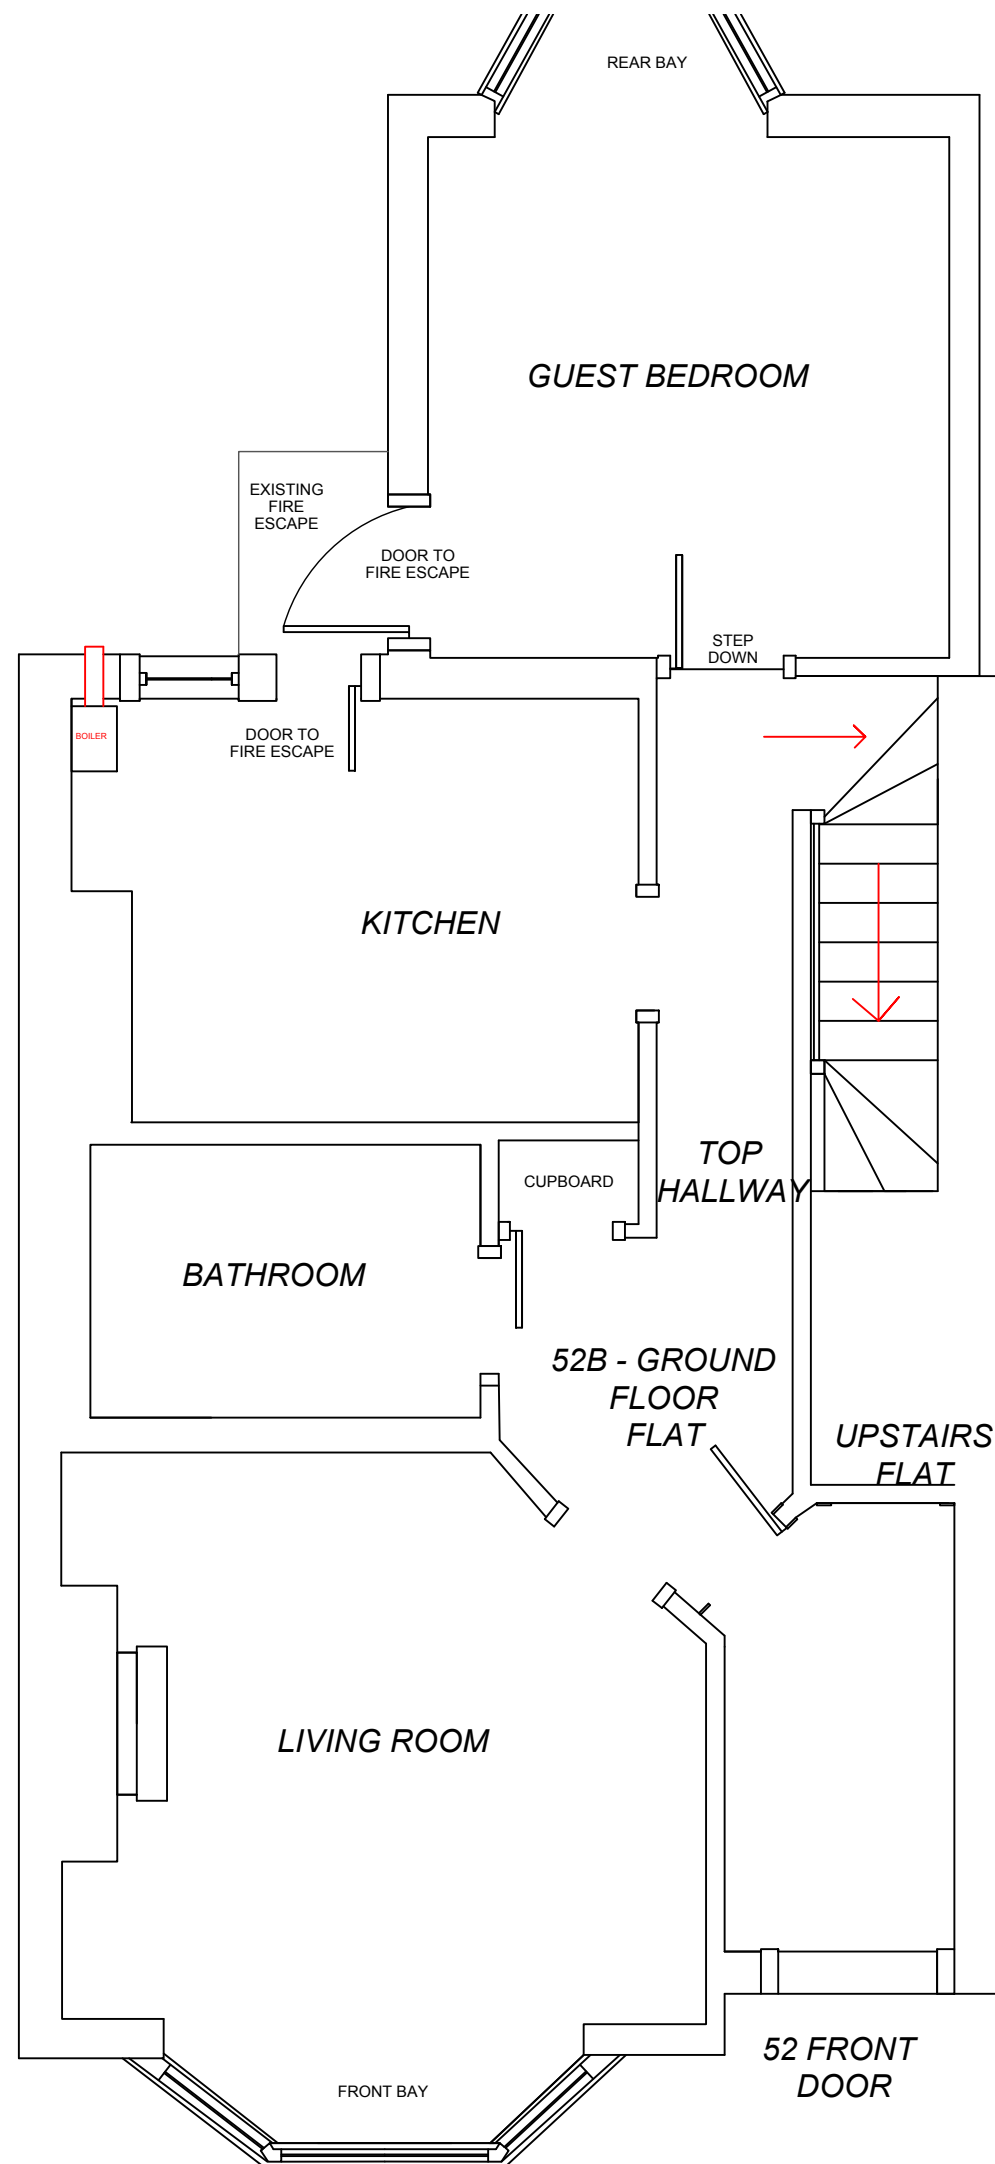 REAR BAY
GUEST BEDROOM
EXISTING
FIRE
ESCAPE
DOOR TO
FIRE ESCAPE
STEP
DOWN
BOILER
DOOR TO
FIRE ESCAPE
KITCHEN
TOP
HALLWAY
CUPBOARD
BATHROOM
52B - GROUND
FLOOR
FLAT
UPSTAIRS
FLAT
LIVING ROOM
52 FRONT
DOOR
FRONT BAY